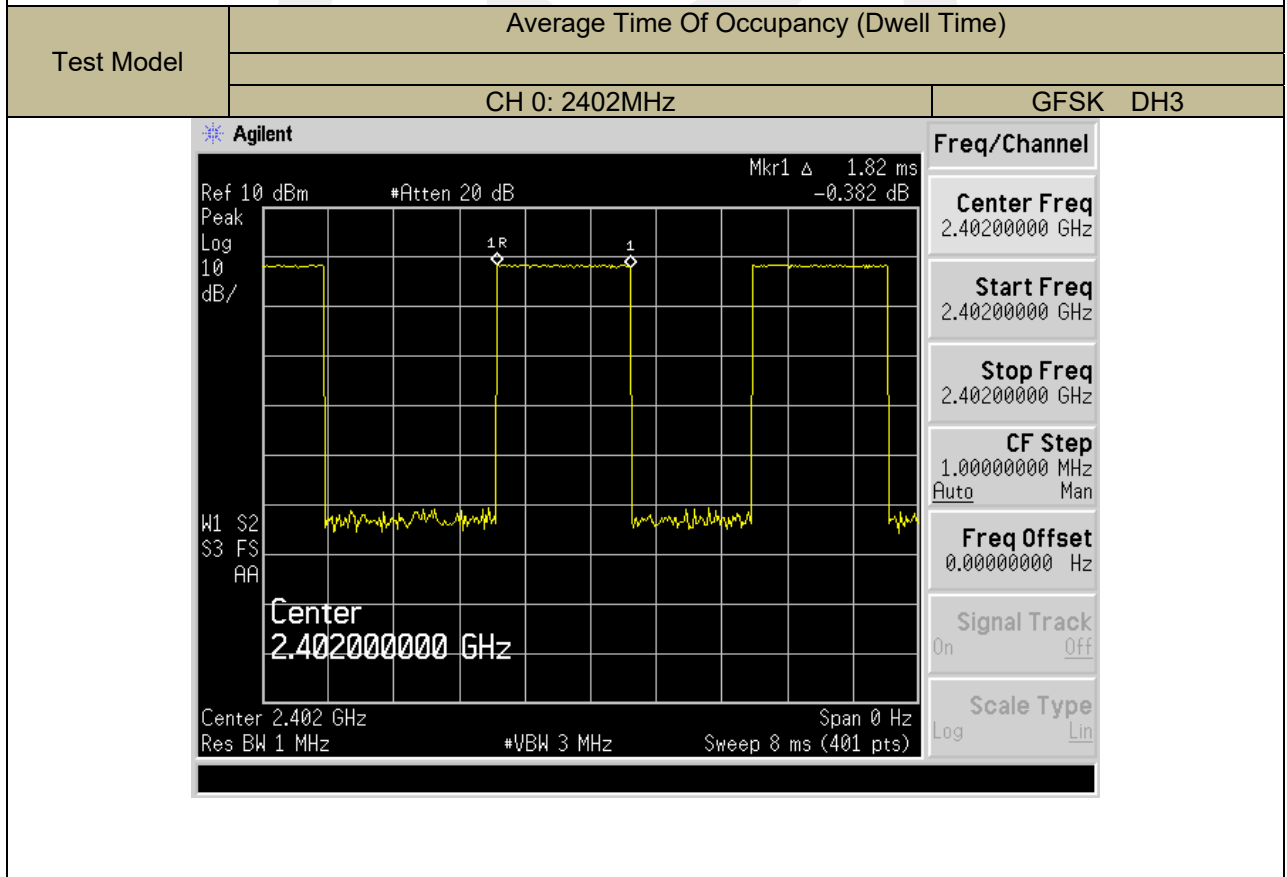 Average Time Of Occupancy (Dwell Time)
Test Model
CH 0: 2402MHz GFSK DH3
Agilent
Freq/Channel
Mkr1 Δ 1.82 ms
Ref 10 dBm #Atten 20 dB -0.382 dB
Peak
Log
10
dB/
1R 1
W1 S2
S3 FS
AA
Center
2.402000000 GHz
Center 2.402 GHz Span 0 Hz
Res BW 1 MHz #VBW 3 MHz Sweep 8 ms (401 pts)
Center Freq
2.40200000 GHz
Start Freq
2.40200000 GHz
Stop Freq
2.40200000 GHz
CF Step
1.00000000 MHz
Auto Man
Freq Offset
0.00000000 Hz
Signal Track
On Off
Scale Type
Log Lin